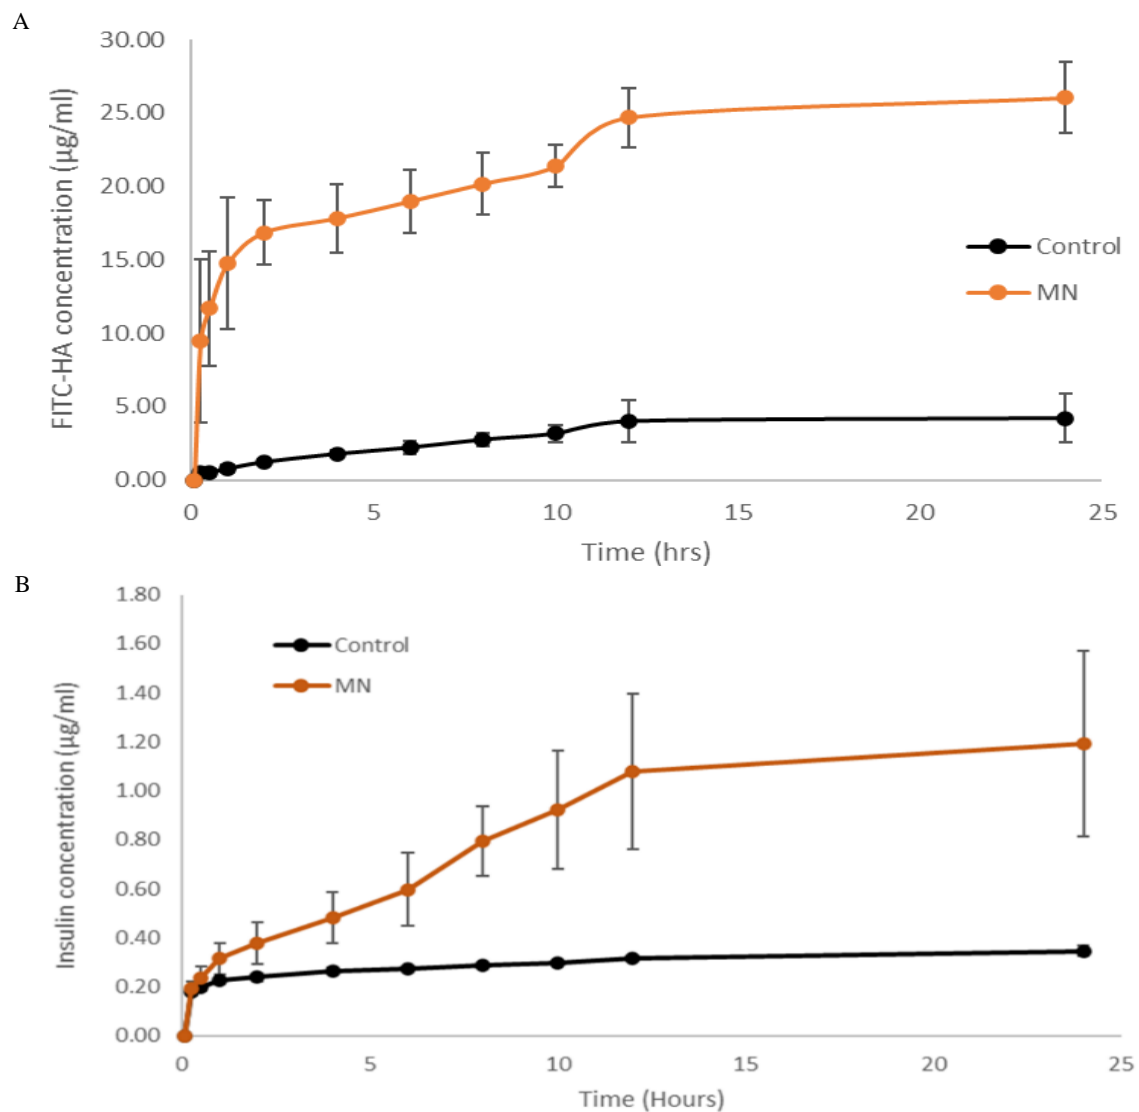 A
30.00
25.00
20.00
15.00
10.00
5.00
0.00
FITC-HA concentration (µg/ml)
Control
MN
0 5 10 15 20 25
Time (hrs)
B
1.80
1.60
1.40
1.20
1.00
0.80
0.60
0.40
0.20
0.00
Insulin concentration (µg/ml)
Control
MN
0 5 10 15 20 25
Time (Hours)